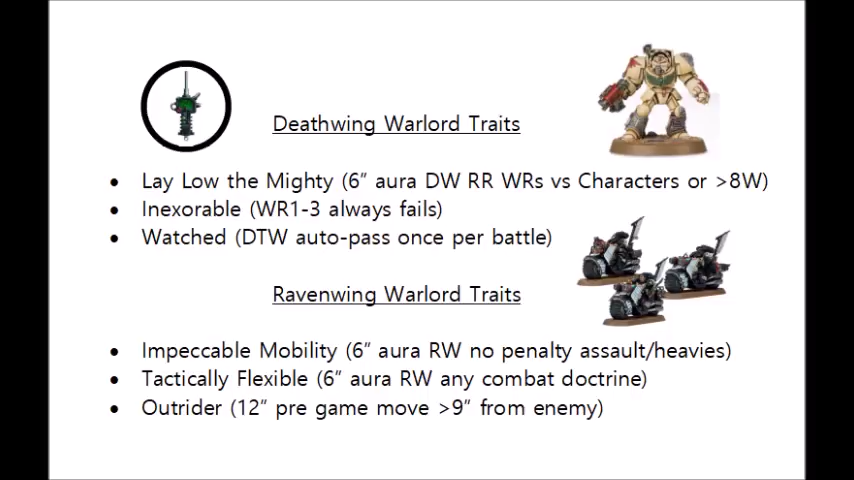 Deathwing Warlord Traits
• Lay Low the Mighty (6” aura DW RR WRs vs Characters or >8W)
• Inexorable (WR1-3 always fails)
• Watched (DTW auto-pass once per battle)
Ravenwing Warlord Traits
• Impeccable Mobility (6” aura RW no penalty assault/heavies)
• Tactically Flexible (6” aura RW any combat doctrine)
• Outrider (12” pre game move >9” from enemy)